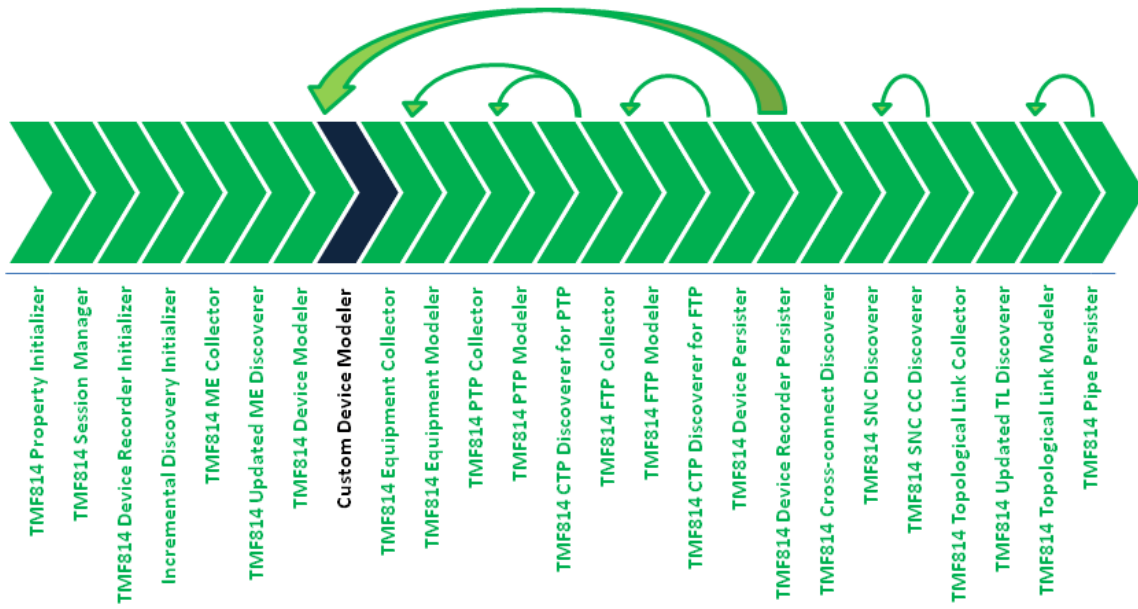 TMF814 Property Initializer
TMF814 Session Manager
TMF814 Device Recorder Initializer
Incremental Discovery Initializer
TMF814 ME Collector
TMF814 Updated ME Discoverer
TMF814 Device Modeler
Custom Device Modeler
TMF814 Equipment Collector
TMF814 Equipment Modeler
TMF814 PTP Collector
TMF814 PTP Modeler
TMF814 CTP Discoverer for PTP
TMF814 FTP Collector
TMF814 FTP Modeler
TMF814 CTP Discoverer for FTP
TMF814 Device Persister
TMF814 Device Recorder Persister
TMF814 Cross-connect Discoverer
TMF814 SNC Discoverer
TMF814 SNC CC Discoverer
TMF814 Topological Link Collector
TMF814 Updated TL Discoverer
TMF814 Topological Link Modeler
TMF814 Pipe Persister